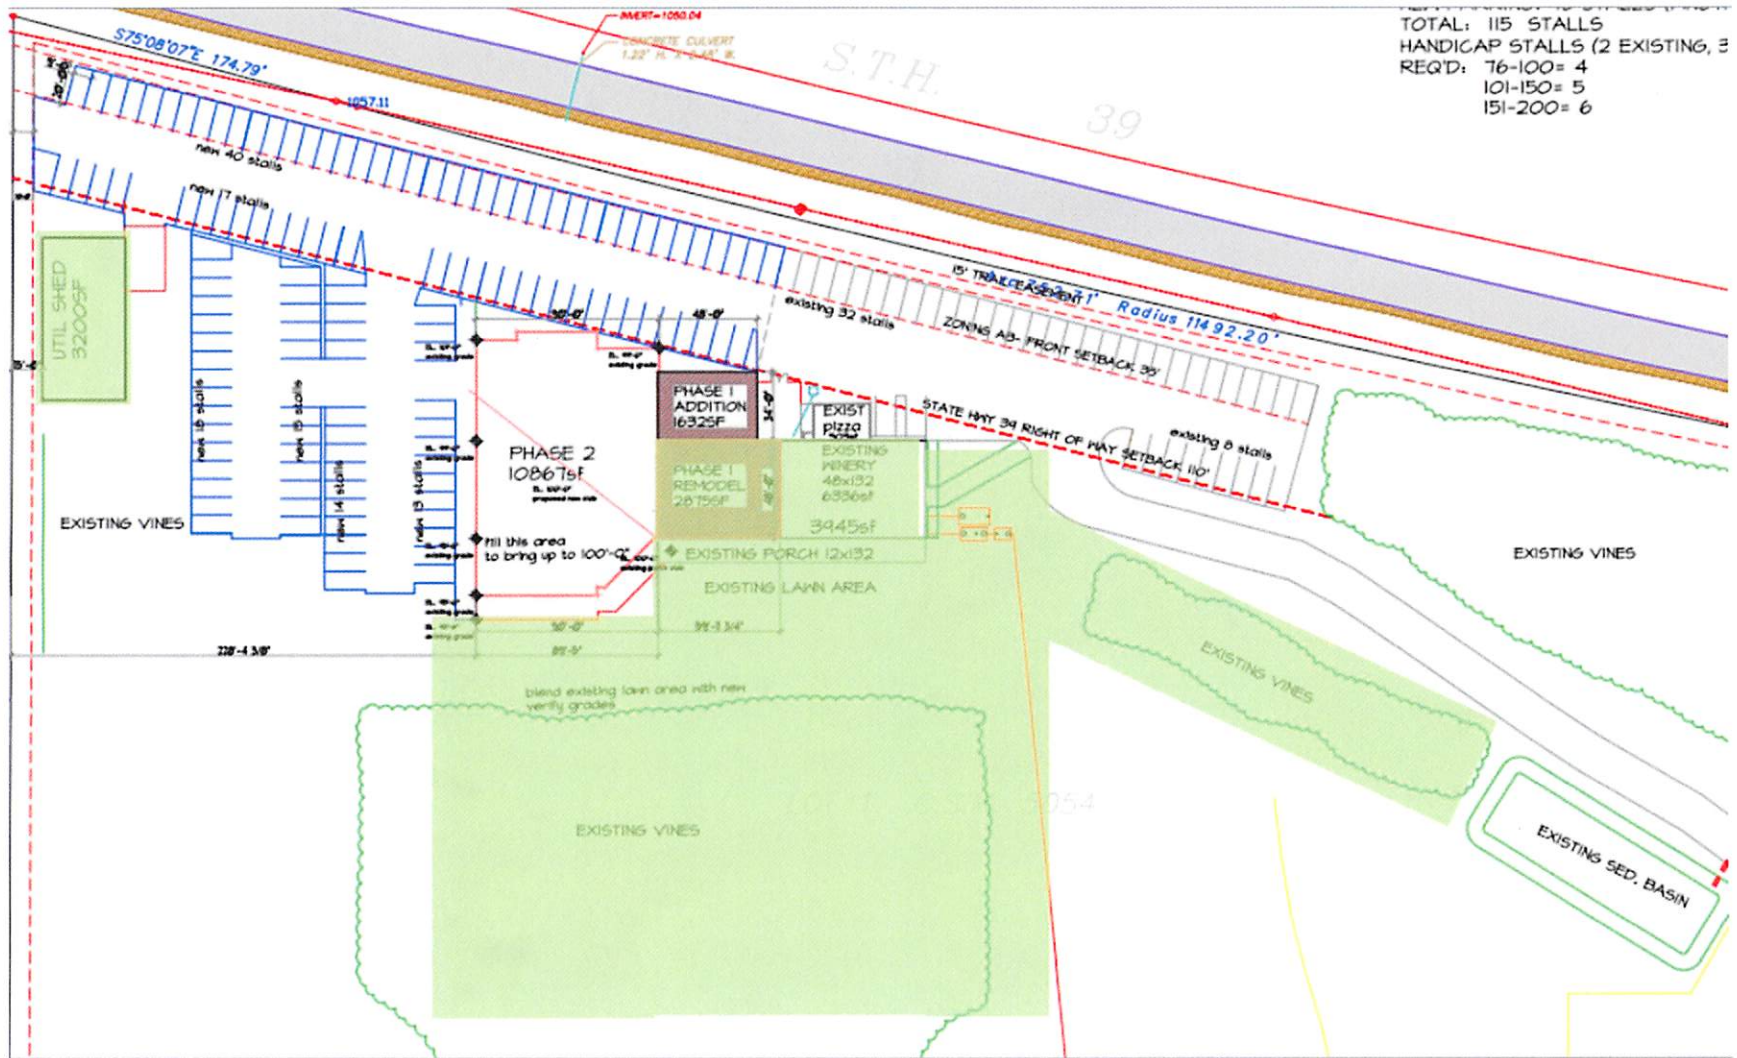 TOTAL: 115 STALLS
HANDICAP STALLS (2 EXISTING, 3
REQ'D: 76-100= 4
101-150= 5
151-200= 6
INVERT=1050.04
CONCRETE CULVERT
S.T.H.
39
S75°08'07"E 174.79'
1057.11
new 40 stalls
new 17 stalls
15' TRAIL EASEMENT
Radius 11492.20'
existing 32 stalls
ZONING AB- FRONT SETBACK 35'
STATE HWY 39 RIGHT OF WAY SETBACK 110'
existing 8 stalls
UTIL SHED
3200SF
new 15 stalls
new 14 stalls
new 13 stalls
48'-0"
34'-0"
PHASE 1
ADDITION
1632SF
EXIST
pizza
PHASE 2
10867sf
PHASE 1
REMODEL
2875SF
EXISTING
WINERY
48x132
6336sf
3945sf
fill this area
to bring up to 100'-0"
EXISTING PORCH 12x132
EXISTING LAWN AREA
EXISTING VINES
EXISTING VINES
228'-4 3/8"
blend existing lawn area with new
verify grades
EXISTING VINES
EXISTING VINES
EXISTING SED. BASIN